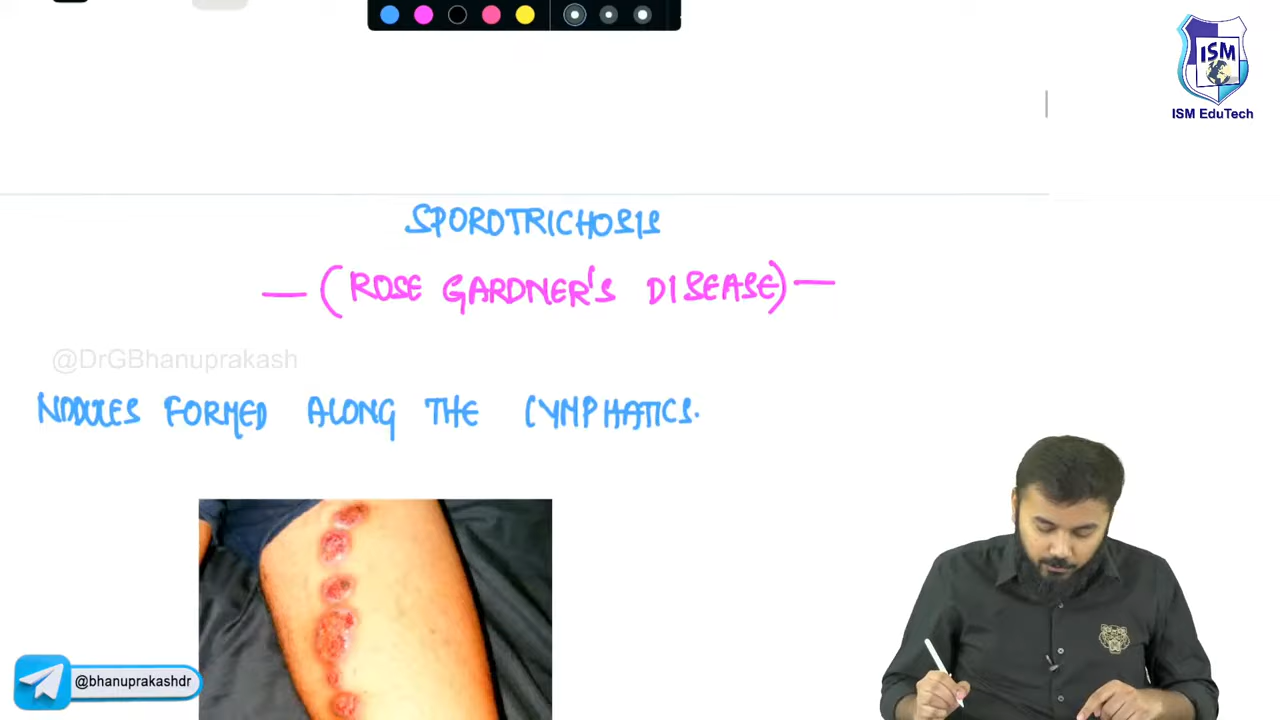 ISM
ISM EduTech
SPOROTRICHOSIS
— (ROSE GARDNER'S DISEASE) —
@DrGBhanuprakash
NODULES FORMED ALONG THE LYMPHATICS.
@bhanuprakashdr